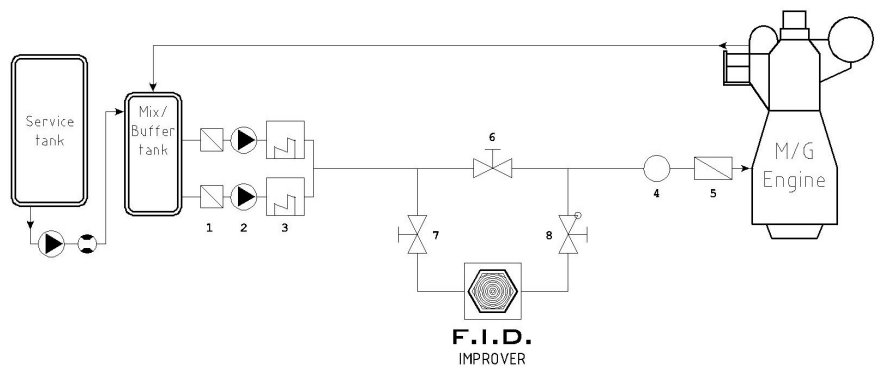 Service
tank
Mix/
Buffer
tank
1
2
3
6
7
8
4
5
M/G
Engine
F.I.D.
IMPROVER